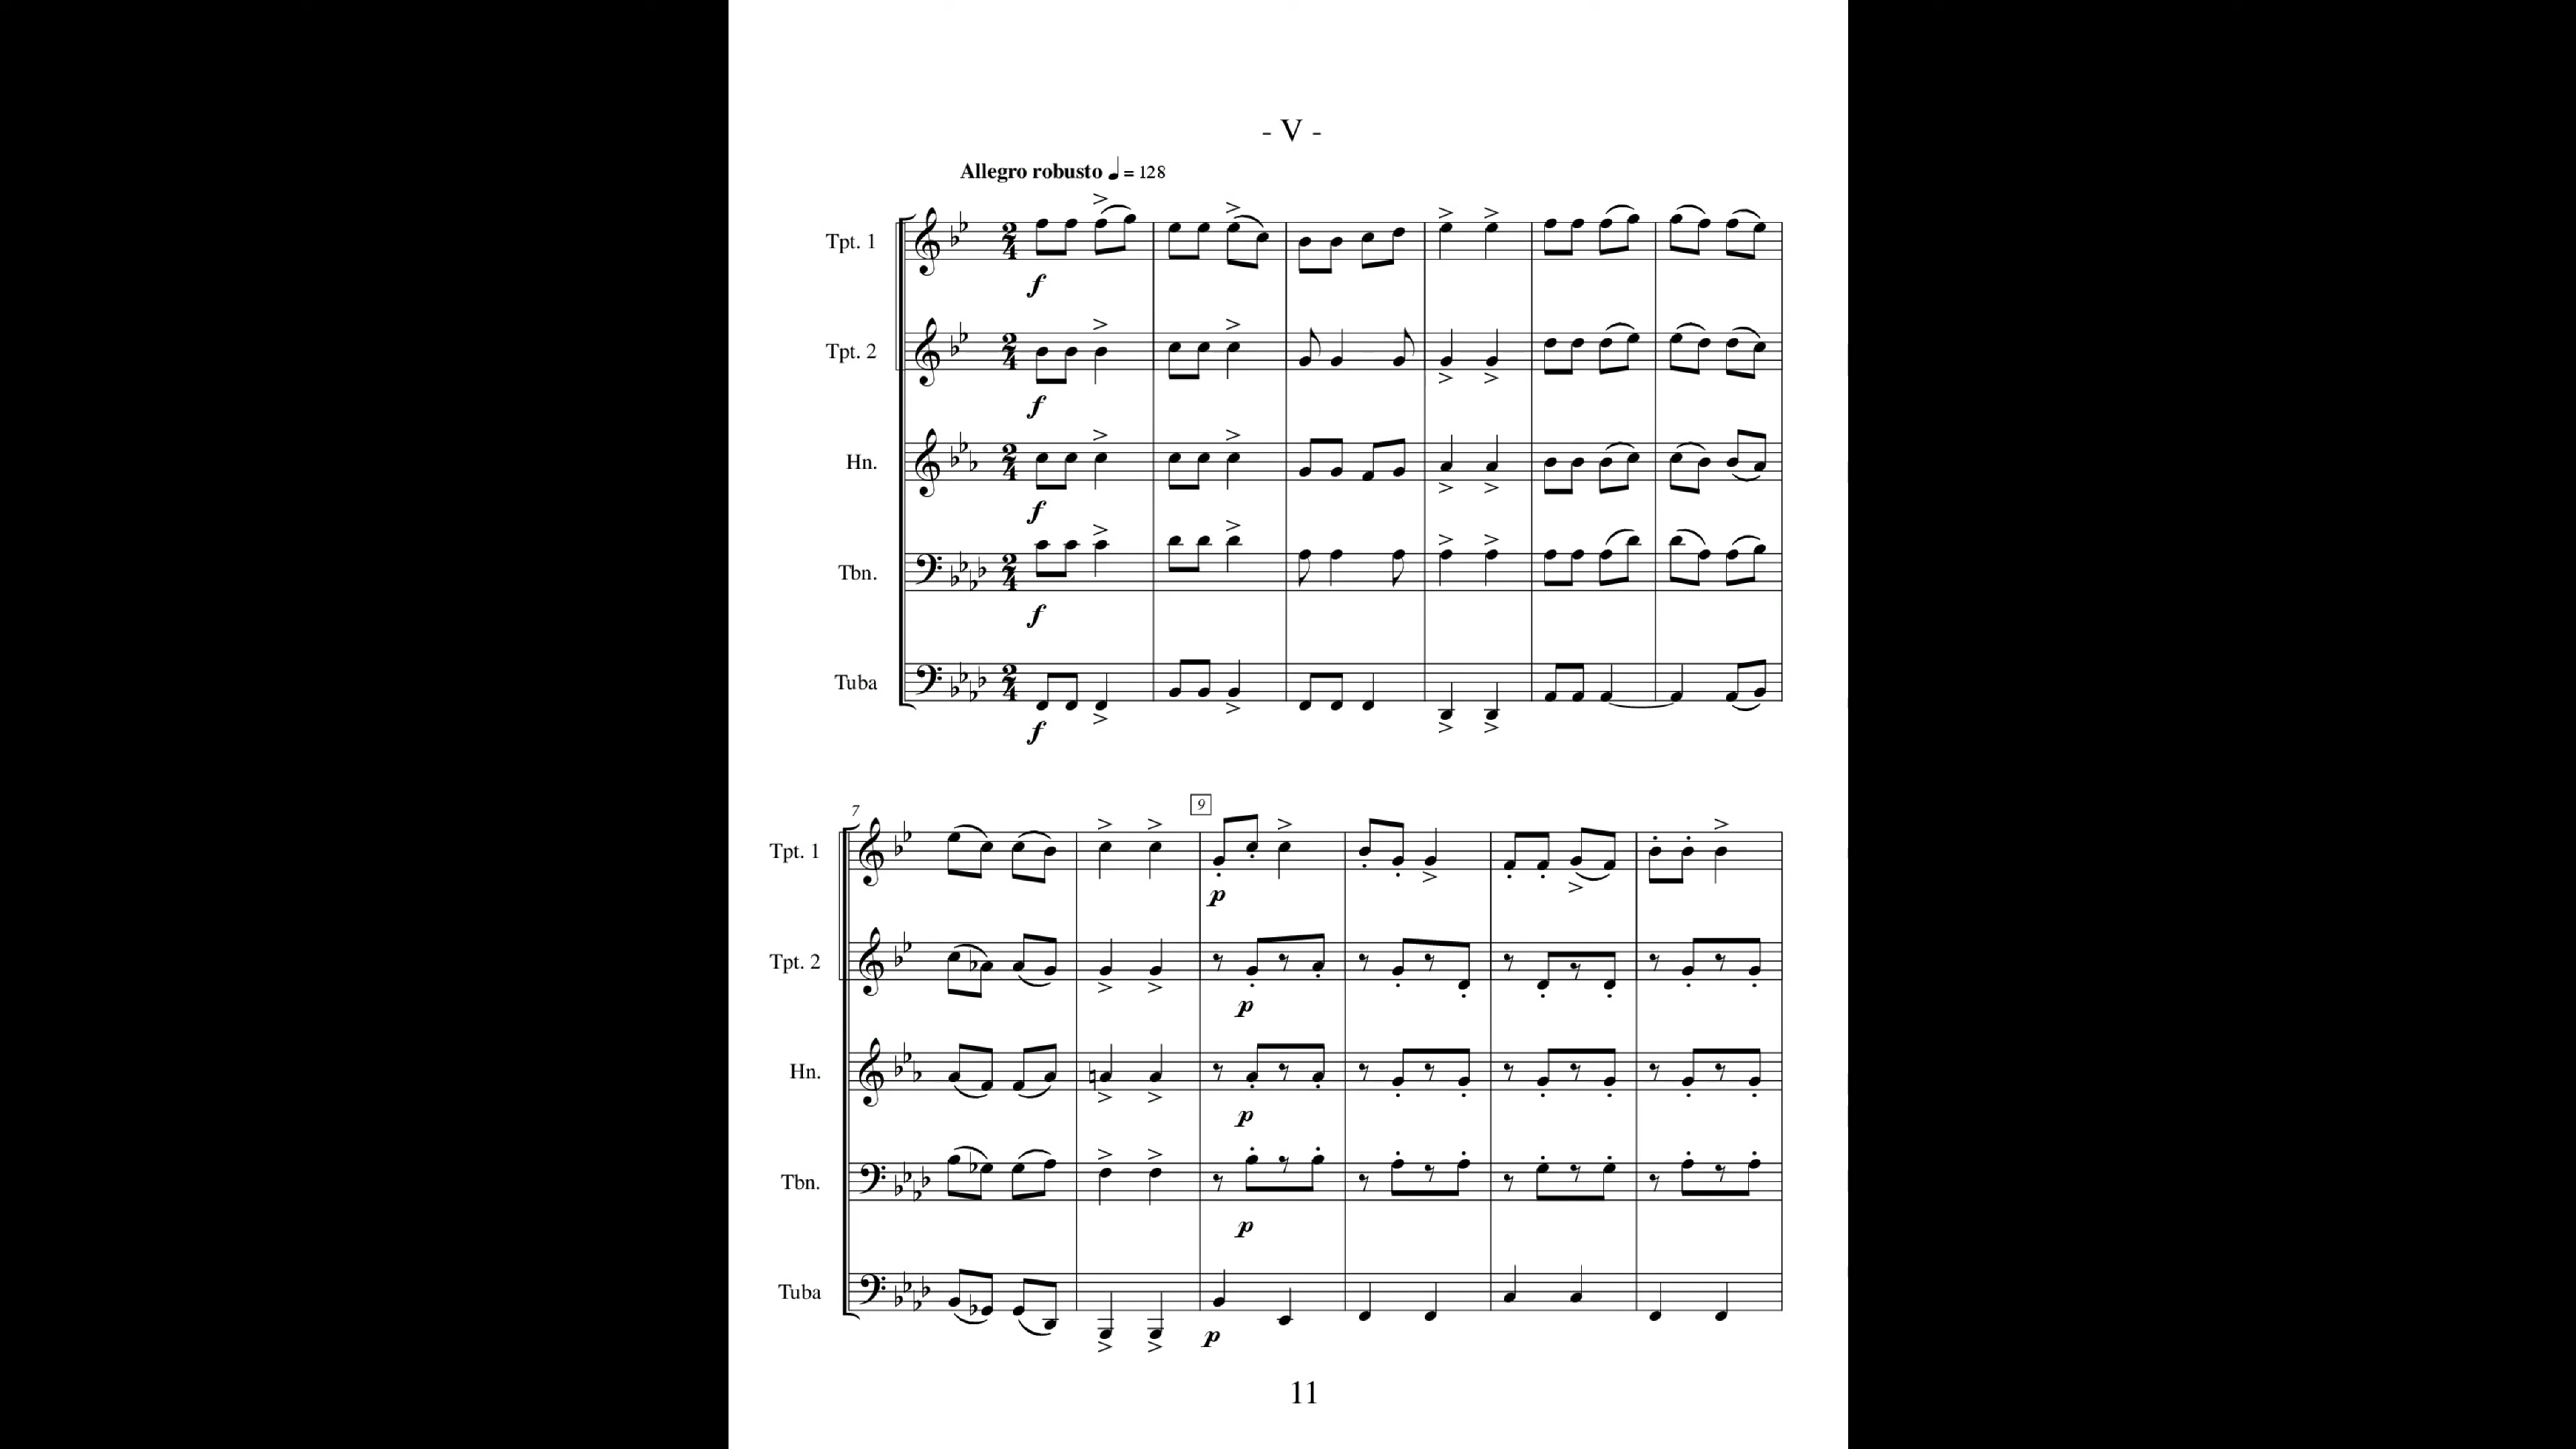 - V -
Allegro robusto ♩ = 128
Tpt. 1
f
Tpt. 2
f
Hn.
f
Tbn.
f
Tuba
f
7
9
Tpt. 1
p
Tpt. 2
p
Hn.
p
Tbn.
p
Tuba
p
11